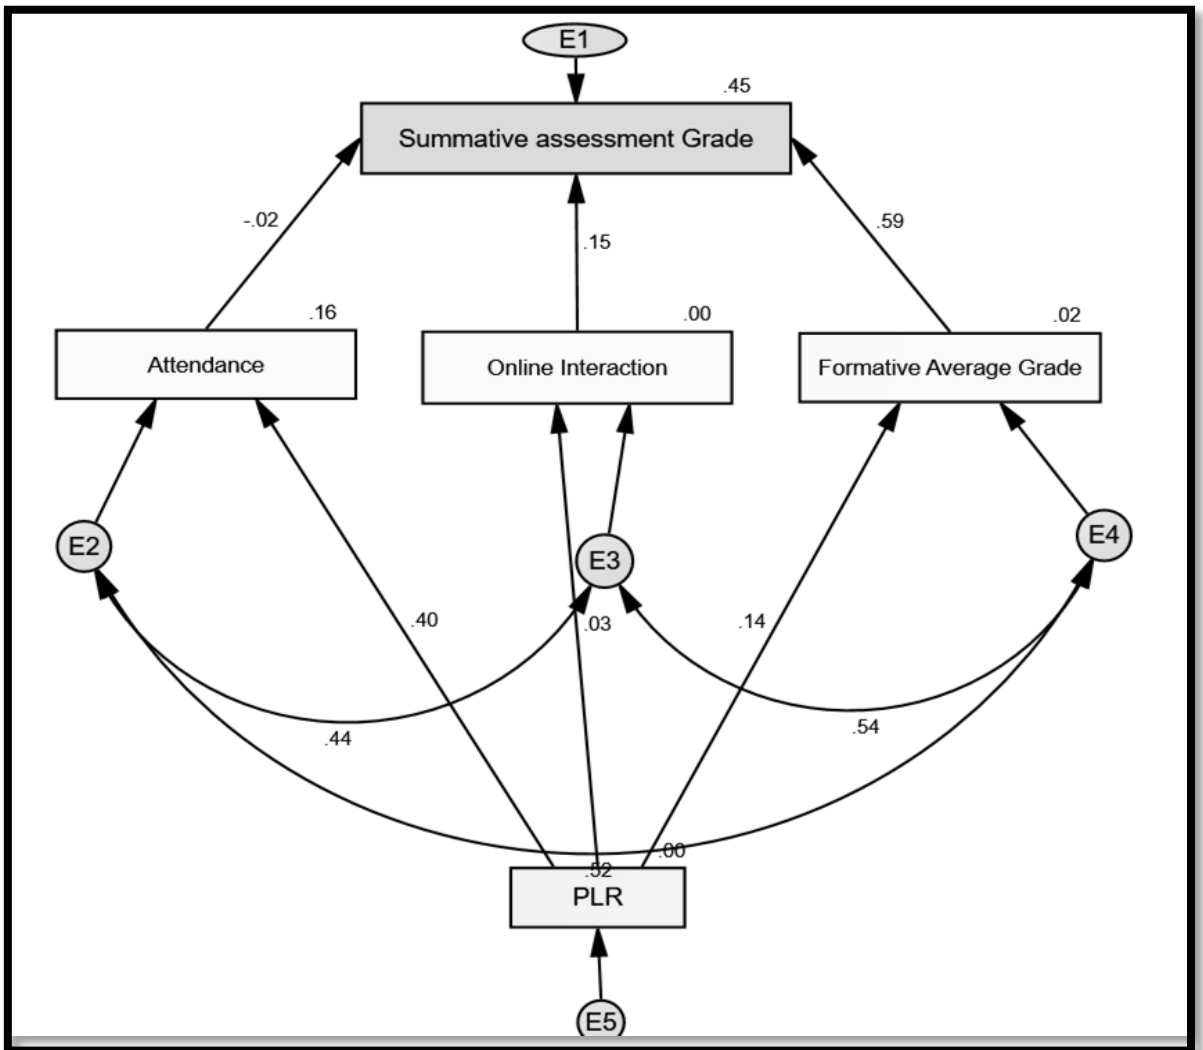 E1
.45
Summative assessment Grade
-.02
.15
.59
.16
.00
.02
Attendance
Online Interaction
Formative Average Grade
E2
E3
E4
.40
.03
.14
.44
.54
.00
.52
PLR
E5